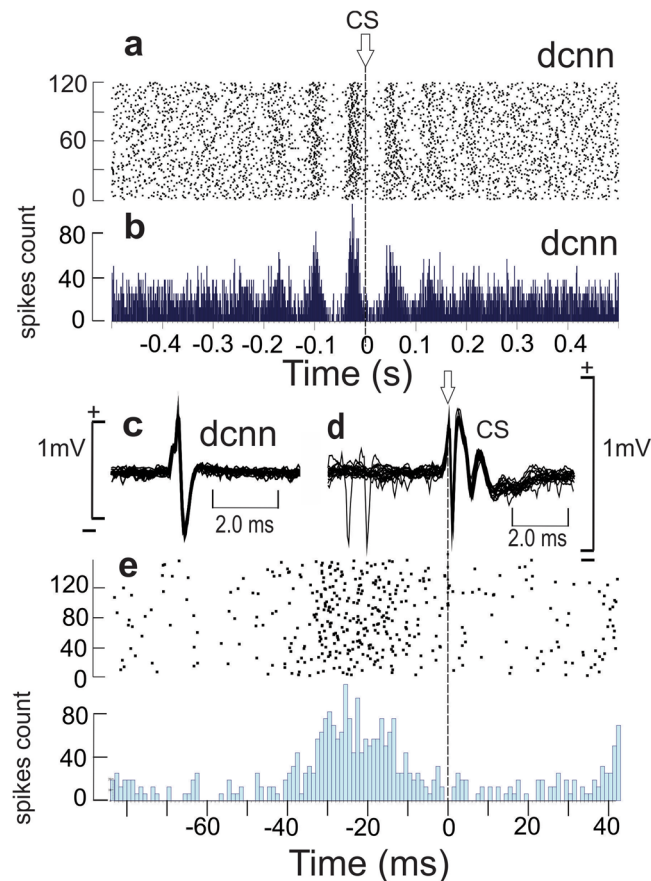 CS
a
dcnn
120
60
0
b
dcnn
80
40
0
spikes count
-0.4 -0.3 -0.2 -0.1 0 0.1 0.2 0.3 0.4
Time (s)
+
1mV
–
c
dcnn
2.0 ms
d
CS
2.0 ms
+
1mV
–
e
120
80
40
0
80
40
0
spikes count
-60 -40 -20 0 20 40
Time (ms)